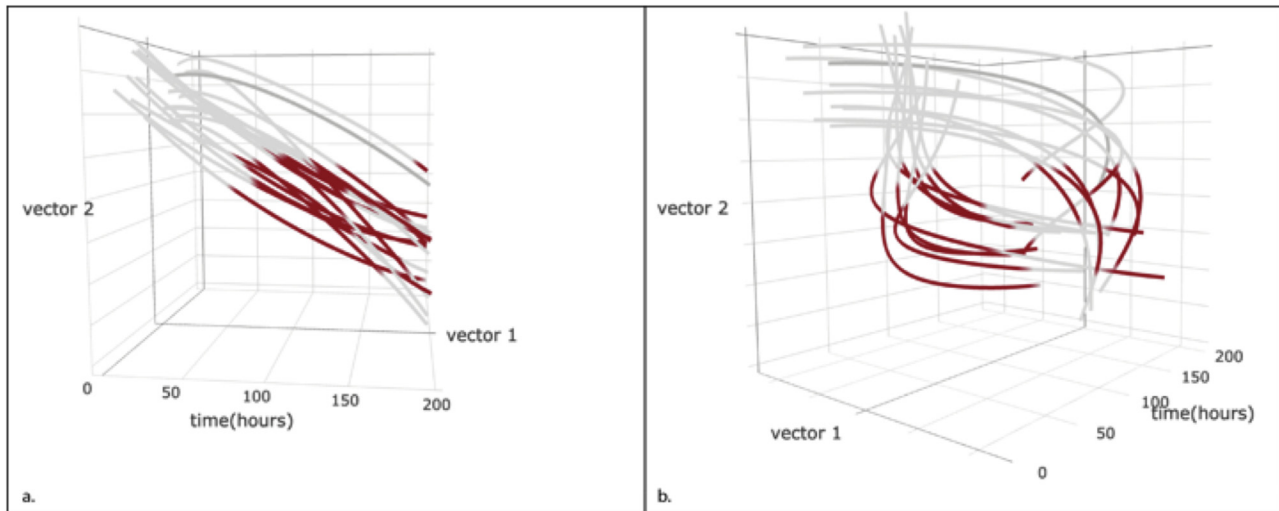 vector 2
vector 1
0
50
100
150
200
time(hours)
a.
vector 2
200
150
100
time(hours)
50
vector 1
0
b.